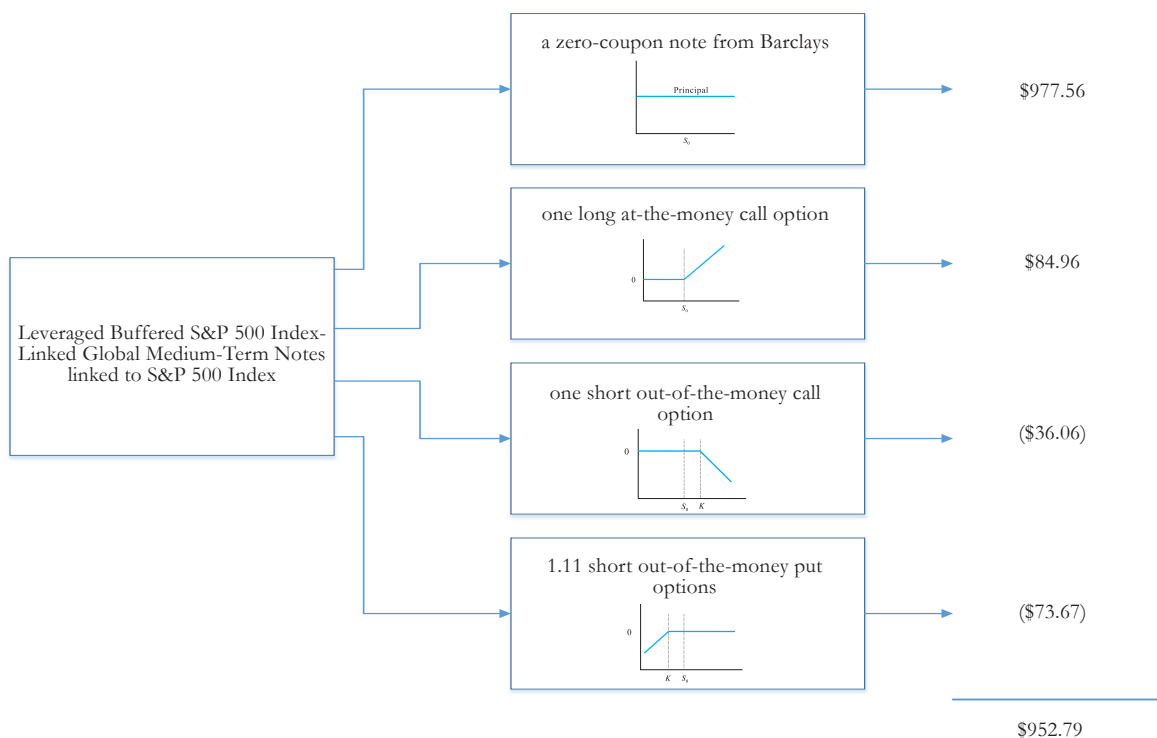 a zero-coupon note from Barclays
Principal
S₀
$977.56
one long at-the-money call option
0
S₀
$84.96
Leveraged Buffered S&P 500 Index-
Linked Global Medium-Term Notes
linked to S&P 500 Index
one short out-of-the-money call
option
0
S₀ K
($36.06)
1.11 short out-of-the-money put
options
0
K S₀
($73.67)
$952.79